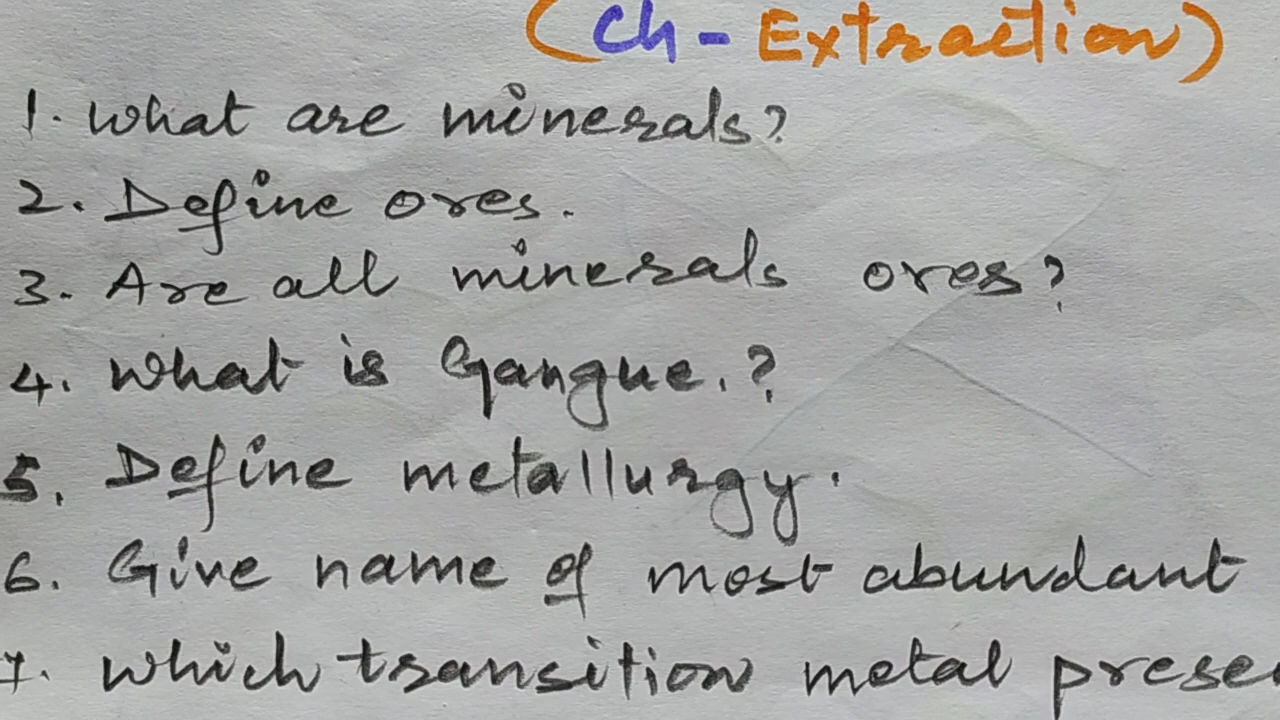 (Ch - Extraction)
1. What are minerals?
2. Define ores.
3. Are all minerals ores?
4. What is Gangue.?
5. Define metallurgy.
6. Give name of most abundant
7. Which transition metal